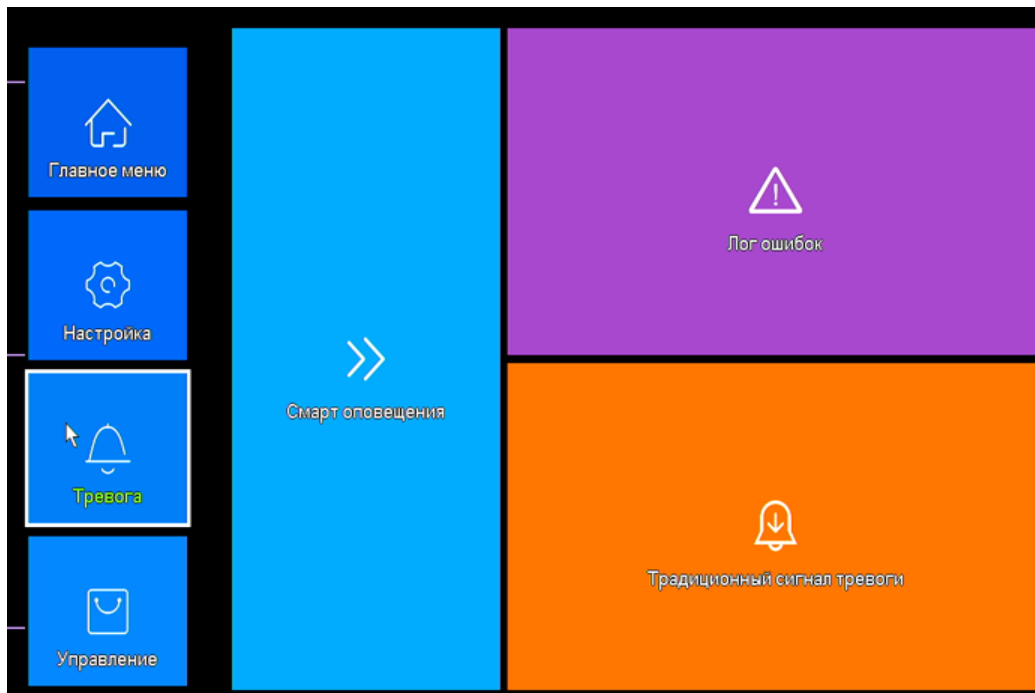 Главное меню
Настройка
Тревога
Управление
Смарт оповещения
Лог ошибок
Традиционный сигнал тревоги